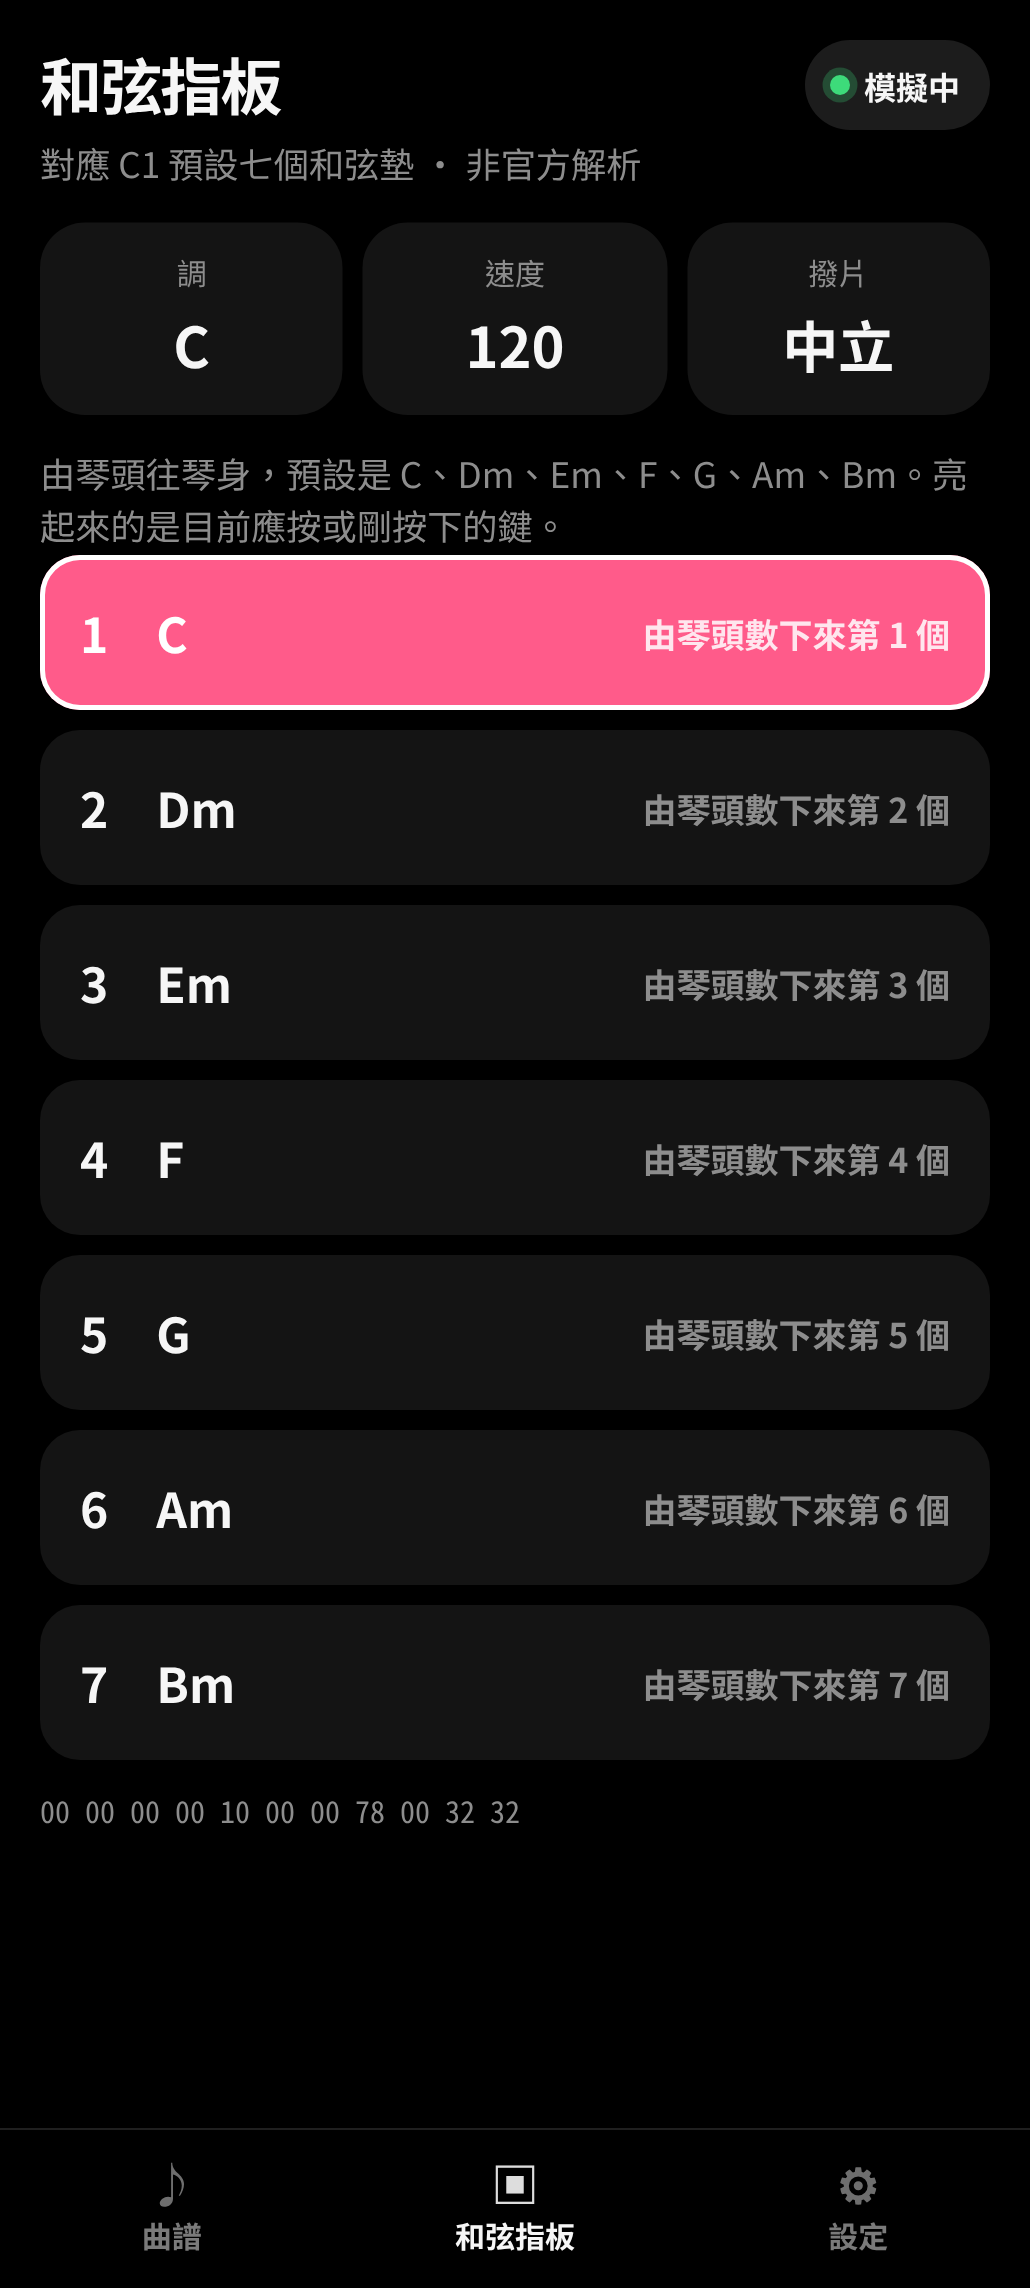 和弦指板
模擬中
對應 C1 預設七個和弦墊 · 非官方解析
調
C
速度
120
撥片
中立
由琴頭往琴身，預設是 C、Dm、Em、F、G、Am、Bm。亮
起來的是目前應按或剛按下的鍵。
1 C 由琴頭數下來第 1 個
2 Dm 由琴頭數下來第 2 個
3 Em 由琴頭數下來第 3 個
4 F 由琴頭數下來第 4 個
5 G 由琴頭數下來第 5 個
6 Am 由琴頭數下來第 6 個
7 Bm 由琴頭數下來第 7 個
00 00 00 00 10 00 00 78 00 32 32
曲譜
和弦指板
設定